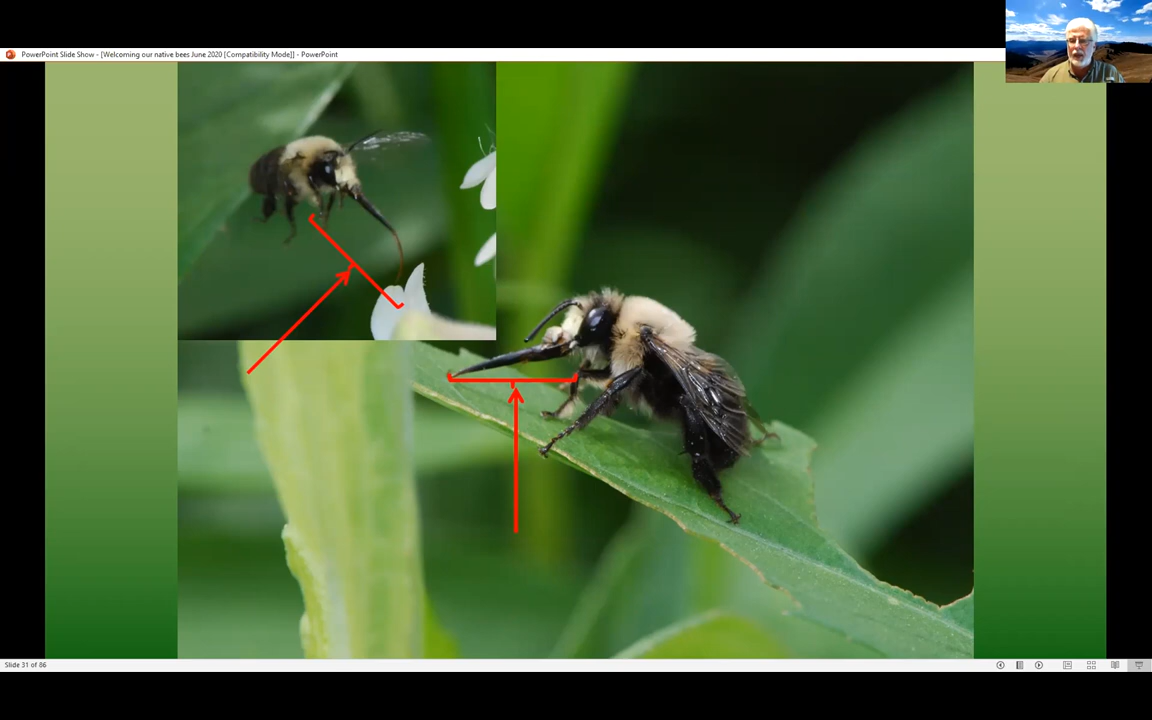 PowerPoint Slide Show - [Welcoming our native bees June 2020 [Compatibility Mode]] - PowerPoint
Slide 31 of 86